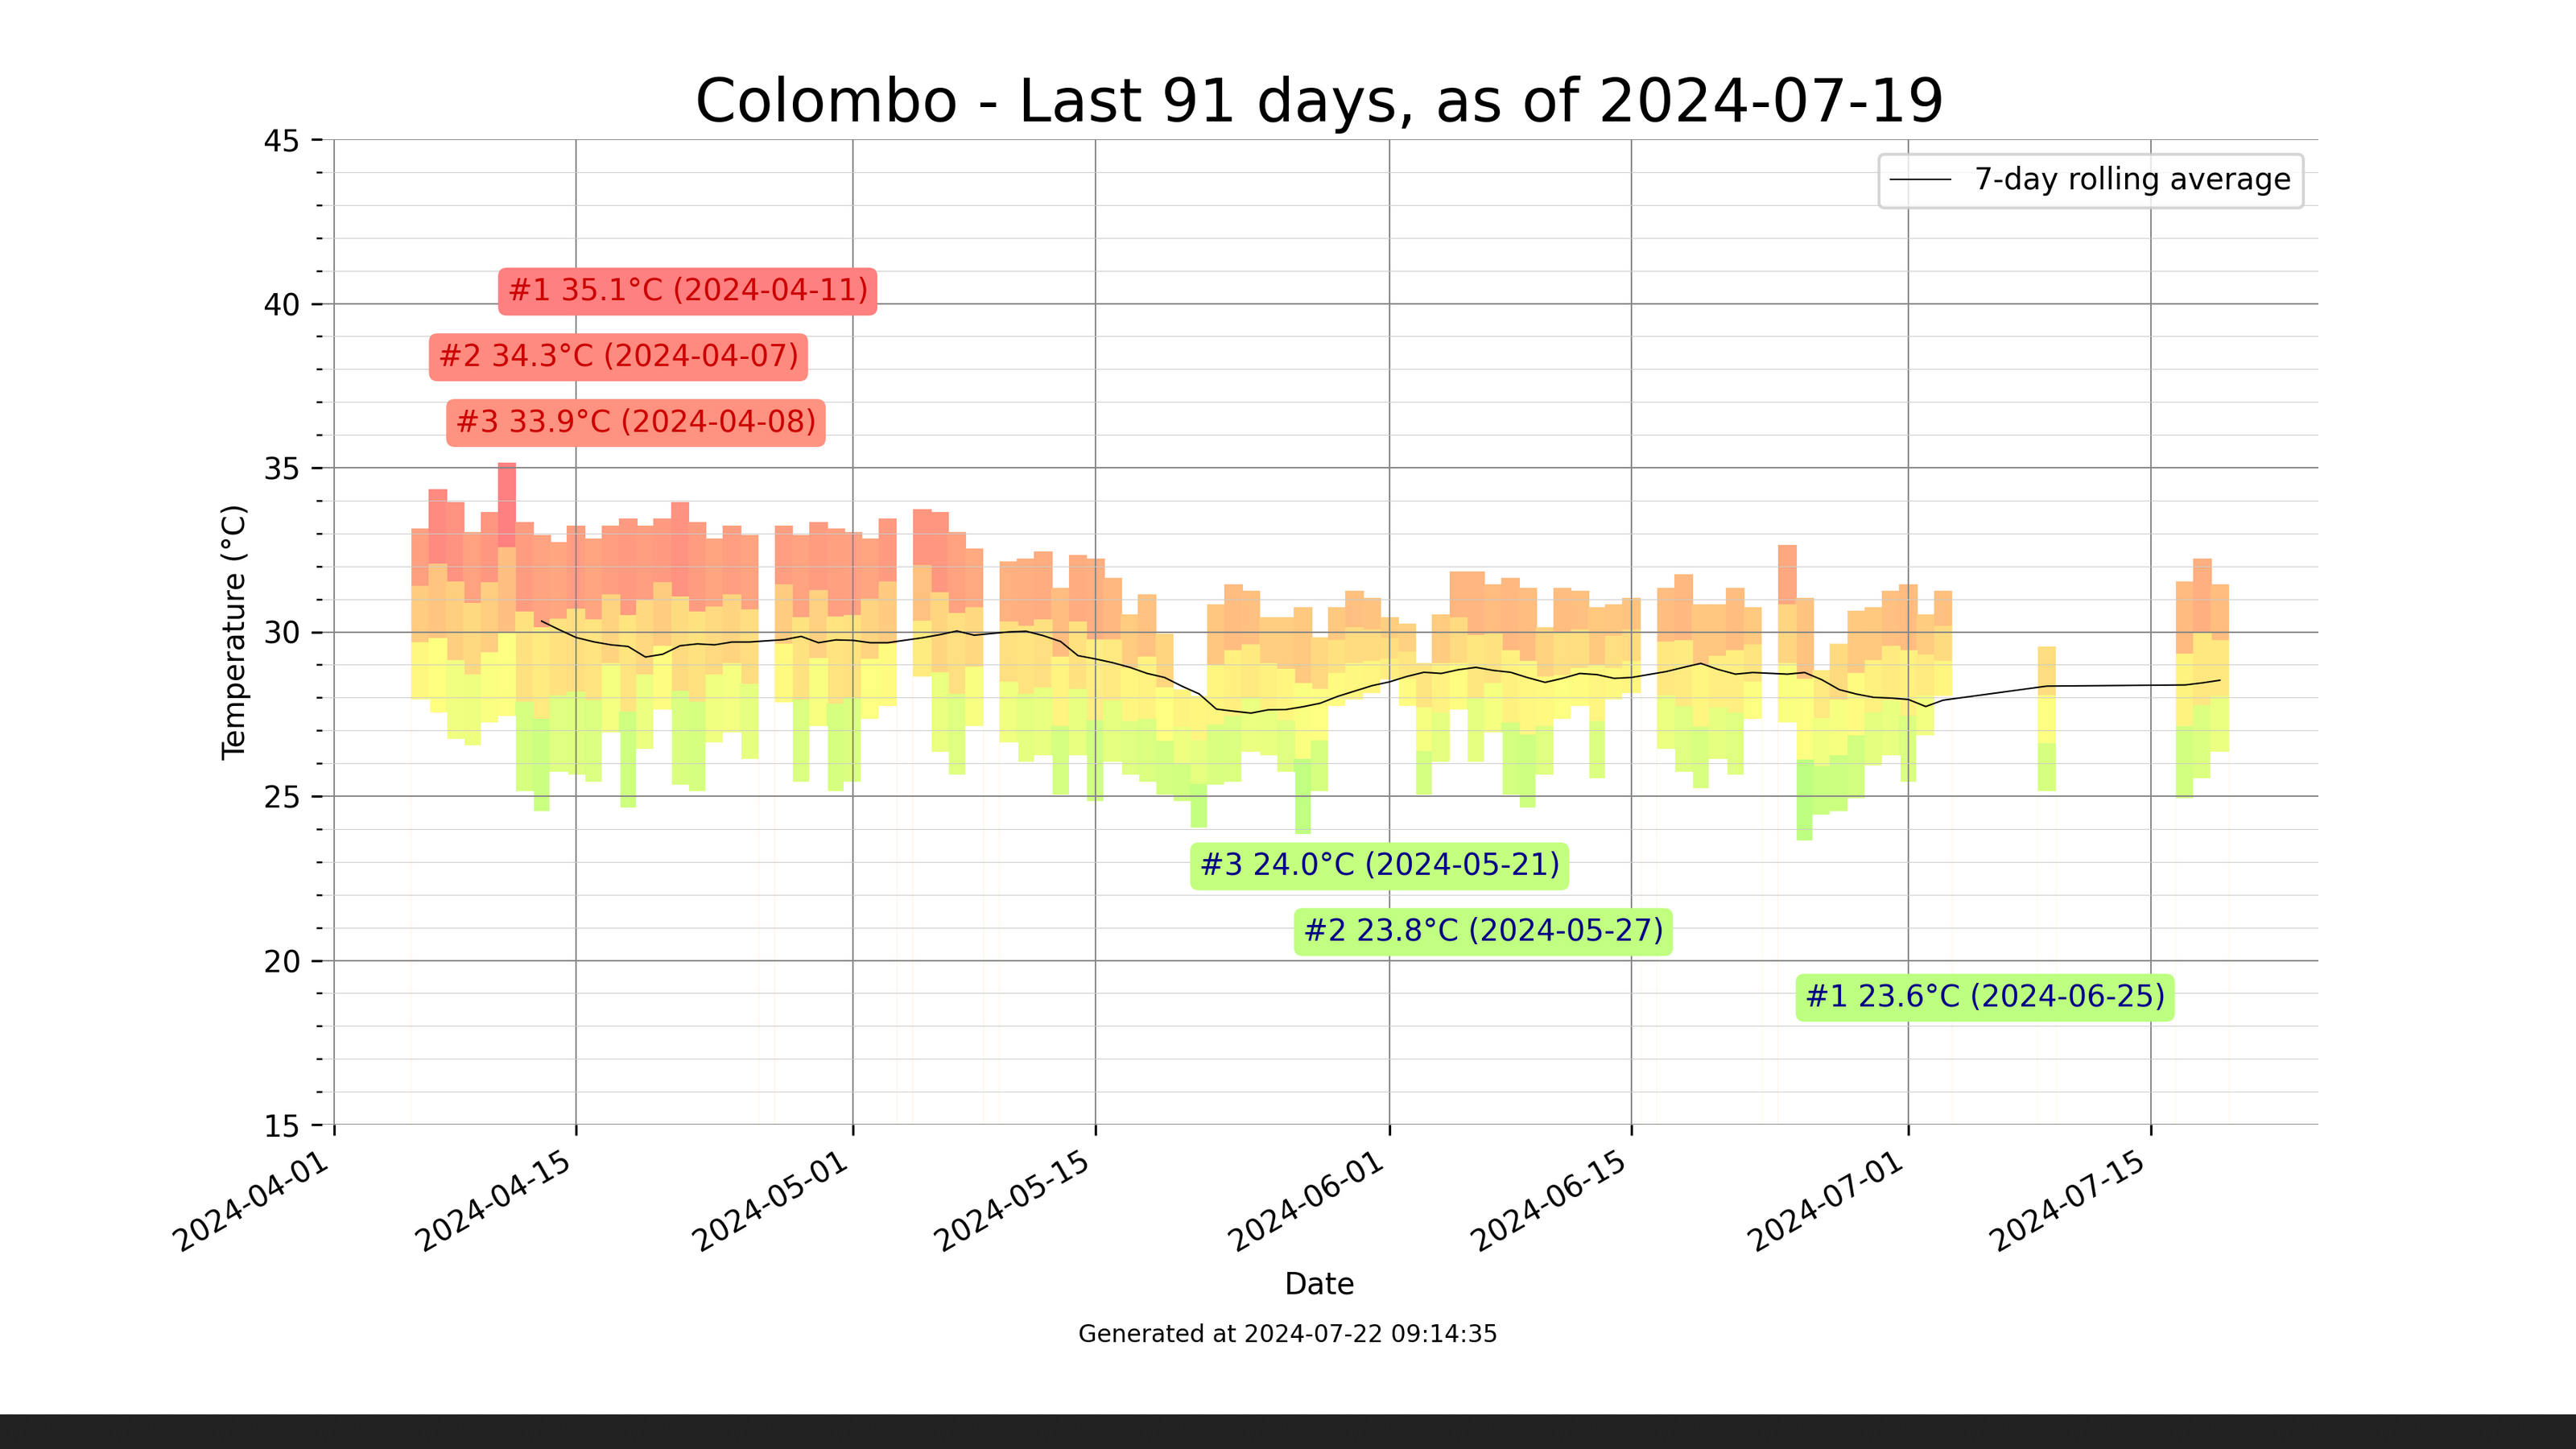 Colombo - Last 91 days, as of 2024-07-19
45
7-day rolling average
#1 35.1°C (2024-04-11)
40
#2 34.3°C (2024-04-07)
#3 33.9°C (2024-04-08)
35
Temperature (°C)
30
25
#3 24.0°C (2024-05-21)
#2 23.8°C (2024-05-27)
20
#1 23.6°C (2024-06-25)
15
2024-04-01
2024-04-15
2024-05-01
2024-05-15
2024-06-01
2024-06-15
2024-07-01
2024-07-15
Date
Generated at 2024-07-22 09:14:35